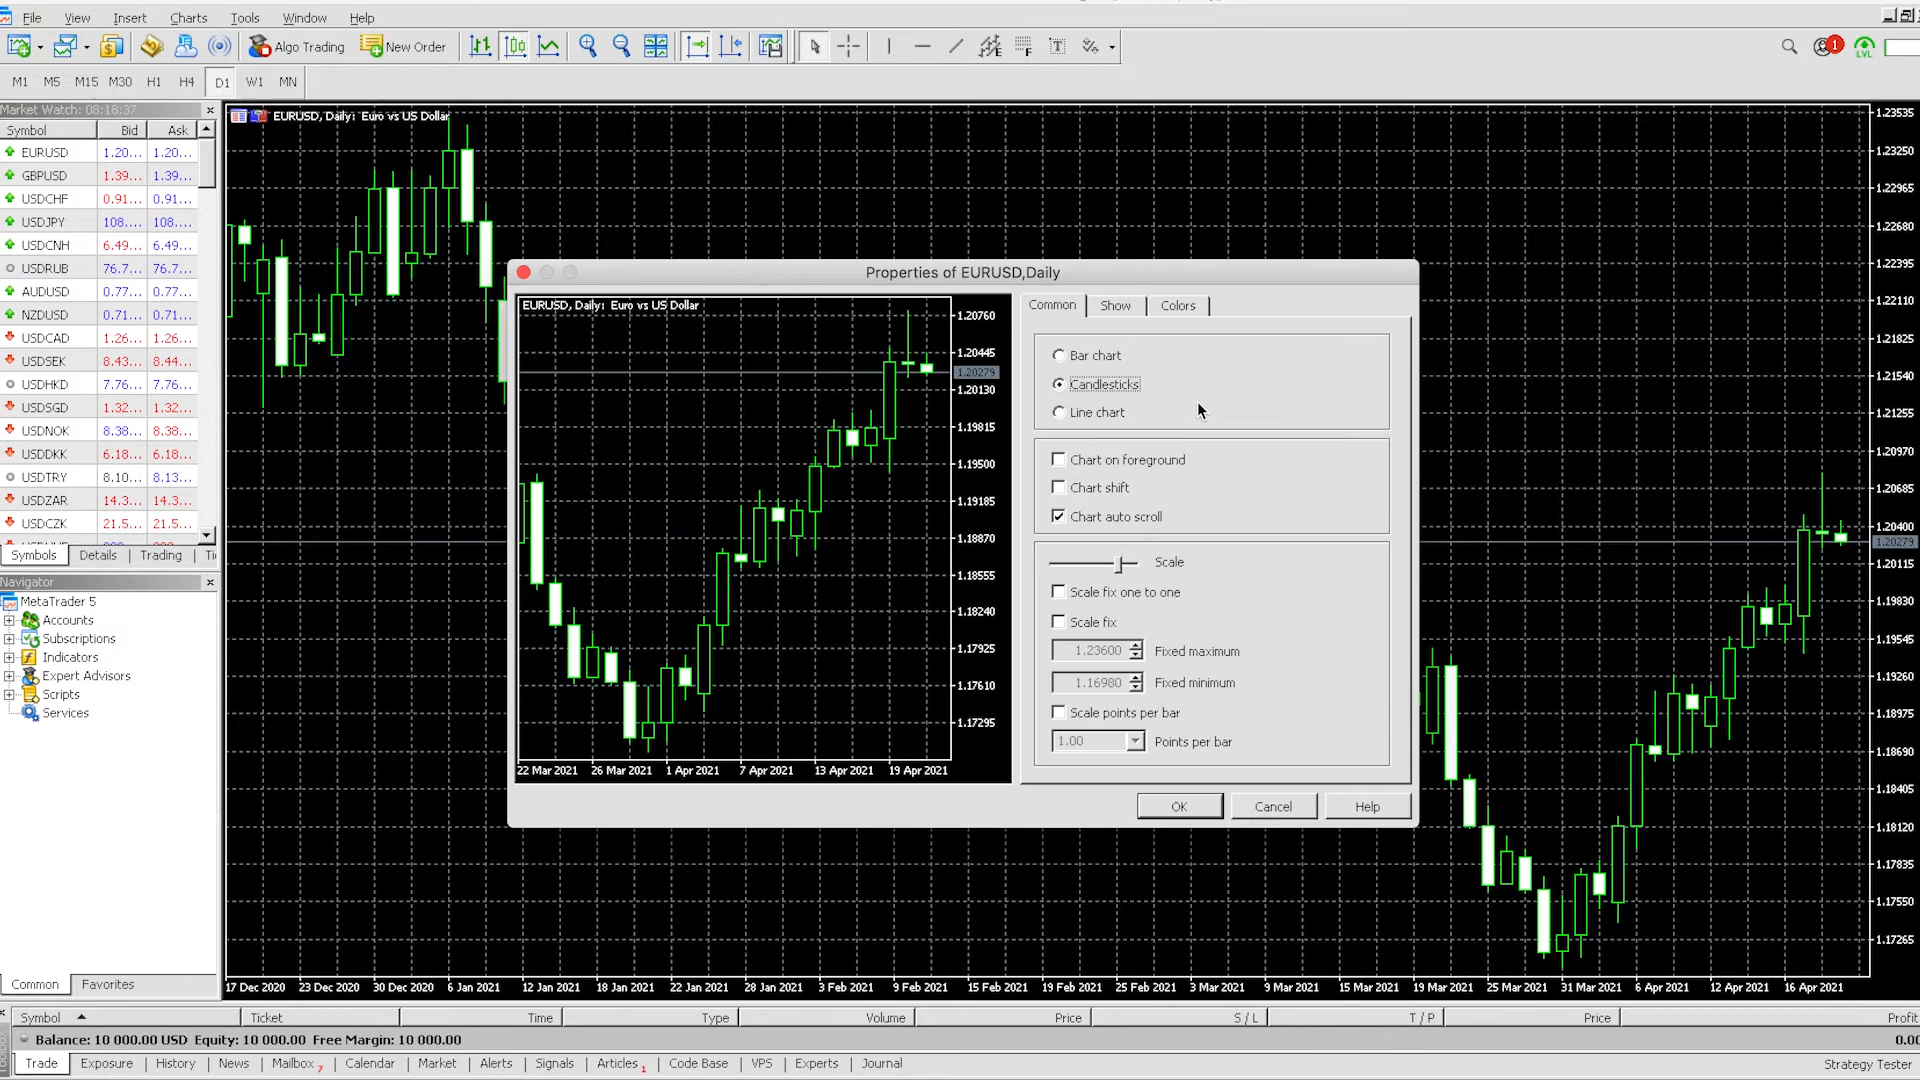 File View Insert Charts Tools Window Help
Algo Trading New Order
M1 M5 M15 M30 H1 H4 D1 W1 MN
Market Watch: 08:18:37
Symbol Bid Ask
EURUSD 1.20... 1.20...
GBPUSD 1.39... 1.39...
USDCHF 0.91... 0.91...
USDJPY 108.... 108....
USDCNH 6.49... 6.49...
USDRUB 76.7... 76.7...
AUDUSD 0.77... 0.77...
NZDUSD 0.71... 0.71...
USDCAD 1.26... 1.26...
USDSEK 8.43... 8.44...
USDHKD 7.76... 7.76...
USDSGD 1.32... 1.32...
USDNOK 8.38... 8.38...
USDDKK 6.18... 6.18...
USDTRY 8.10... 8.13...
USDZAR 14.3... 14.3...
USDCZK 21.5... 21.5...
Symbols Details Trading Ti
Navigator
MetaTrader 5
Accounts
Subscriptions
Indicators
Expert Advisors
Scripts
Services
Common Favorites
EURUSD, Daily: Euro vs US Dollar
1.23535
1.23250
1.22965
1.22680
1.22395
1.22110
1.21825
1.21540
1.21255
1.20970
1.20685
1.20400
1.20279
1.20115
1.19830
1.19545
1.19260
1.18975
1.18690
1.18405
1.18120
1.17835
1.17550
1.17265
17 Dec 2020 23 Dec 2020 30 Dec 2020 6 Jan 2021 12 Jan 2021 18 Jan 2021 22 Jan 2021 28 Jan 2021 3 Feb 2021 9 Feb 2021 15 Feb 2021 19 Feb 2021 25 Feb 2021 3 Mar 2021 9 Mar 2021 15 Mar 2021 19 Mar 2021 25 Mar 2021 31 Mar 2021 6 Apr 2021 12 Apr 2021 16 Apr 2021
Properties of EURUSD,Daily
EURUSD, Daily: Euro vs US Dollar
1.20760
1.20445
1.20279
1.20130
1.19815
1.19500
1.19185
1.18870
1.18555
1.18240
1.17925
1.17610
1.17295
22 Mar 2021 26 Mar 2021 1 Apr 2021 7 Apr 2021 13 Apr 2021 19 Apr 2021
Common Show Colors
Bar chart
Candlesticks
Line chart
Chart on foreground
Chart shift
Chart auto scroll
Scale
Scale fix one to one
Scale fix
1.23600 Fixed maximum
1.16980 Fixed minimum
Scale points per bar
1.00 Points per bar
OK Cancel Help
Symbol Ticket Time Type Volume Price S / L T / P Price Profit
Balance: 10 000.00 USD Equity: 10 000.00 Free Margin: 10 000.00 0.00
Trade Exposure History News Mailbox 7 Calendar Market Alerts Signals Articles 1 Code Base VPS Experts Journal Strategy Tester